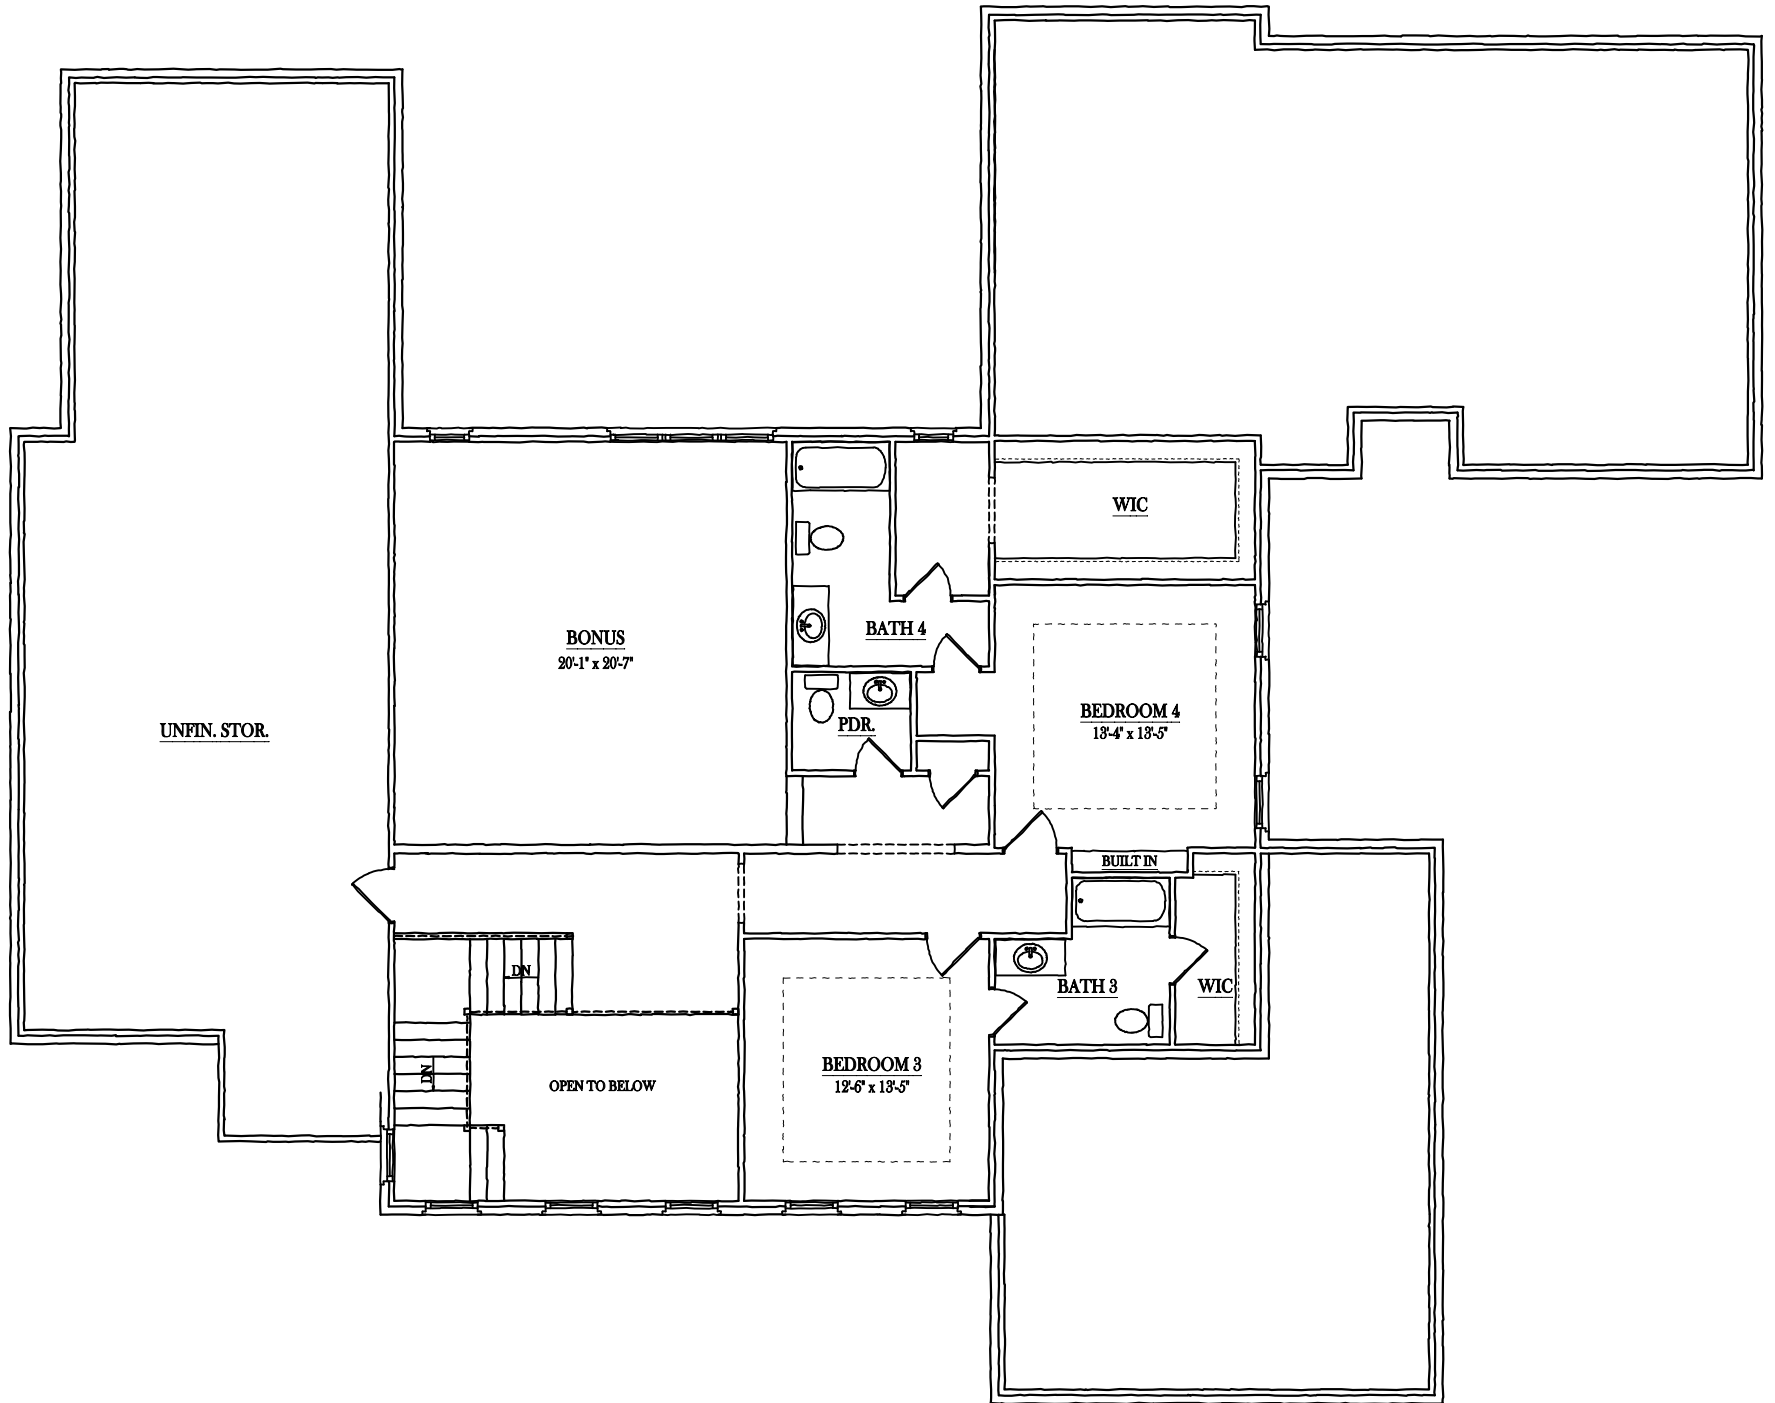 WIC
BATH 4
BONUS
20'-1" x 20'-7"
BEDROOM 4
13'-4" x 13'-5"
PDR.
UNFIN. STOR.
BUILT IN
DN
BATH 3
WIC
BEDROOM 3
12'-6" x 13'-5"
DN
OPEN TO BELOW